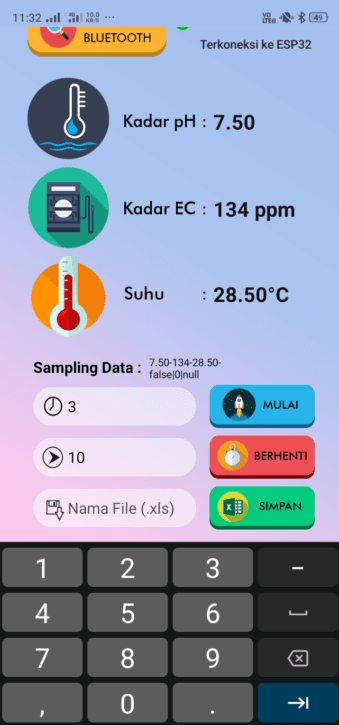 11:32 4G 10.0 KB/S ... VO LTE 49
BLUETOOTH
Terkoneksi ke ESP32
Kadar pH : 7.50
Kadar EC : 134 ppm
Suhu : 28.50°C
Sampling Data : 7.50-134-28.50-
false|0|null
3 MULAI
10 BERHENTI
Nama File (.xls) SIMPAN
1 2 3 -
4 5 6
7 8 9
, 0 .